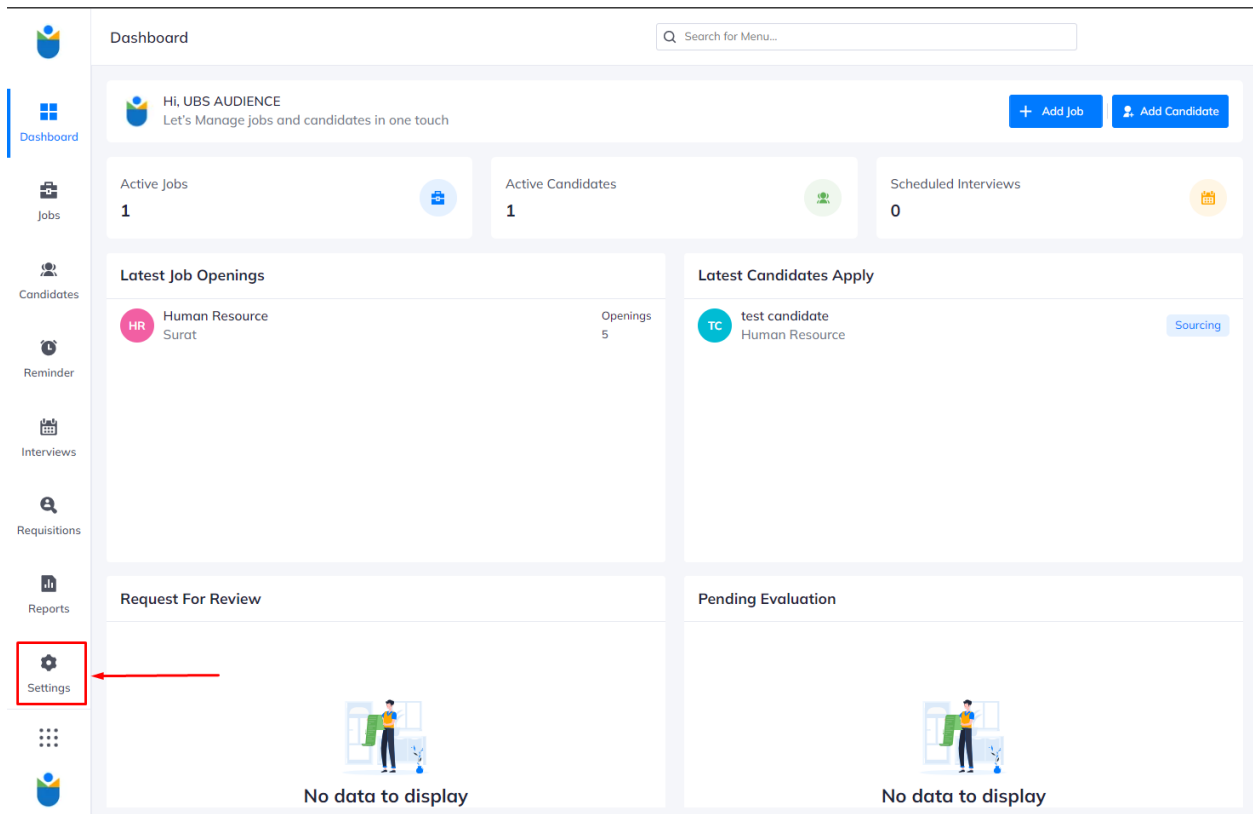 Dashboard
Search for Menu...
Dashboard
Jobs
Candidates
Reminder
Interviews
Requisitions
Reports
Settings
Hi, UBS AUDIENCE
Let's Manage jobs and candidates in one touch
+ Add Job
Add Candidate
Active Jobs
1
Active Candidates
1
Scheduled Interviews
0
Latest Job Openings
HR
Human Resource
Surat
Openings
5
Latest Candidates Apply
TC
test candidate
Human Resource
Sourcing
Request For Review
No data to display
Pending Evaluation
No data to display